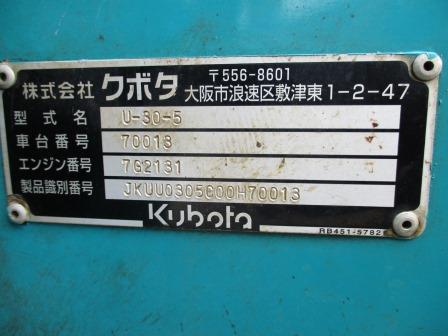 株式会社 クボタ 〒556-8601
大阪市浪速区敷津東1-2-47
型式名 U-30-5
車台番号 70013
エンジン番号 7G2131
製品識別番号 JKUU0305C00H70013
Kubota
RB451-5782